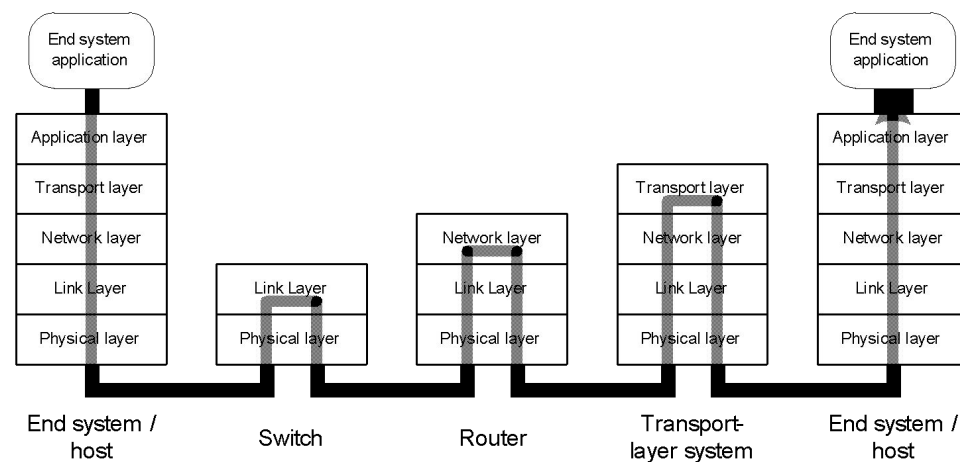 End system
application
End system
application
Application layer
Transport layer
Network layer
Link Layer
Physical layer
Link Layer
Physical layer
Network layer
Link Layer
Physical layer
Transport layer
Network layer
Link Layer
Physical layer
Application layer
Transport layer
Network layer
Link Layer
Physical layer
End system /
host
Switch
Router
Transport-
layer system
End system /
host